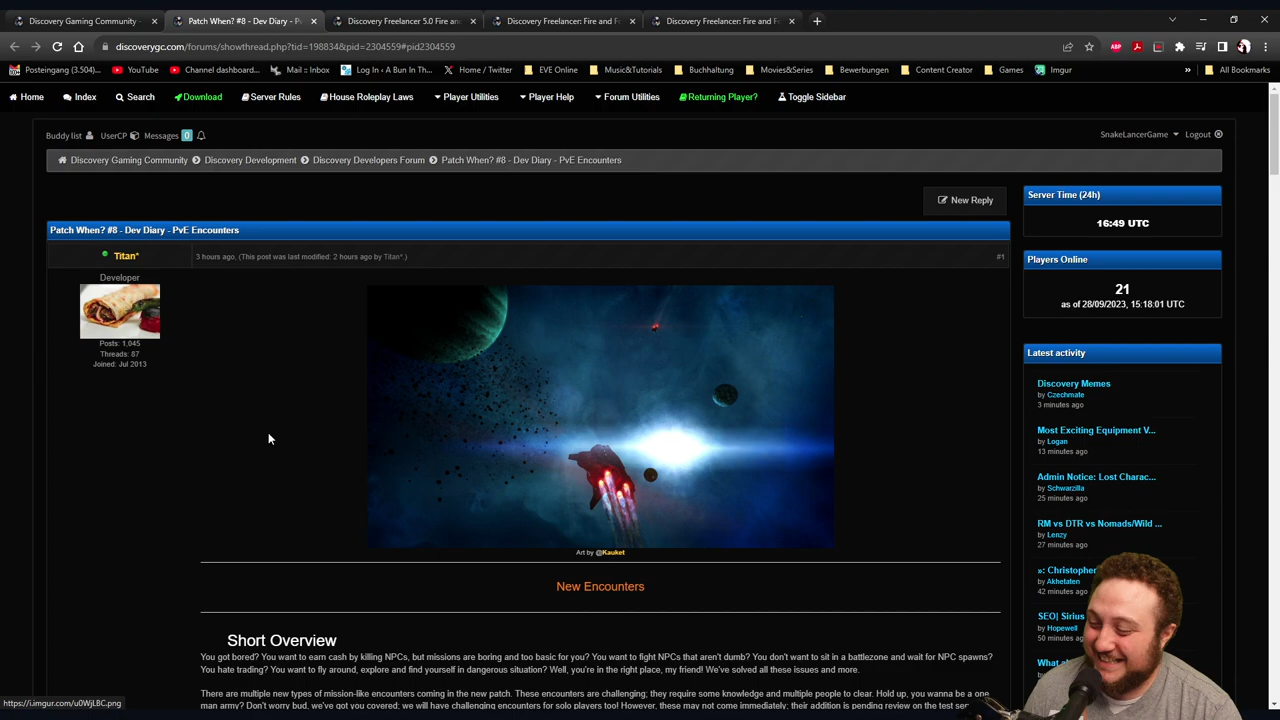 Discovery Gaming Community -
Patch When? #8 - Dev Diary - Pv
Discovery Freelancer 5.0 Fire and
Discovery Freelancer: Fire and F
Discovery Freelancer: Fire and F
discoverygc.com/forums/showthread.php?tid=198834&pid=2304559#pid2304559
Posteingang (3.504)...
YouTube
Channel dashboard...
Mail :: Inbox
Log In ‹ A Bun In Th...
Home / Twitter
EVE Online
Music&Tutorials
Buchhaltung
Movies&Series
Bewerbungen
Content Creator
Games
Imgur
»
All Bookmarks
Home
Index
Search
Download
Server Rules
House Roleplay Laws
Player Utilities
Player Help
Forum Utilities
Returning Player?
Toggle Sidebar
Buddy list
UserCP
Messages 0
SnakeLancerGame
Logout
Discovery Gaming Community
Discovery Development
Discovery Developers Forum
Patch When? #8 - Dev Diary - PvE Encounters
New Reply
Patch When? #8 - Dev Diary - PvE Encounters
Titan*
3 hours ago, (This post was last modified: 2 hours ago by Titan*.)
#1
Developer
Posts: 1,045
Threads: 87
Joined: Jul 2013
Art by @Kauket
New Encounters
Short Overview
You got bored? You want to earn cash by killing NPCs, but missions are boring and too basic for you? You want to fight NPCs that aren't dumb? You don't want to sit in a battlezone and wait for NPC spawns?
You hate trading? You want to fly around, explore and find yourself in dangerous situation? Well, you're in the right place, my friend! We've solved all these issues and more.
There are multiple new types of mission-like encounters coming in the new patch. These encounters are challenging; they require some knowledge and multiple people to clear. Hold up, you wanna be a one
man army? Don't worry bud, we've got you covered; we will have challenging encounters for solo players too! However, these may not come immediately; their addition is pending review on the test
Server Time (24h)
16:49 UTC
Players Online
21
as of 28/09/2023, 15:18:01 UTC
Latest activity
Discovery Memes
by Czechmate
3 minutes ago
Most Exciting Equipment V...
by Logan
13 minutes ago
Admin Notice: Lost Charac...
by Schwarzilla
25 minutes ago
RM vs DTR vs Nomads/Wild ...
by Lenzy
27 minutes ago
»: Christopher
by Akhetaten
42 minutes ago
SEO| Sirius
by Hopewell
50 minutes
https://i.imgur.com/u0WjLBC.png